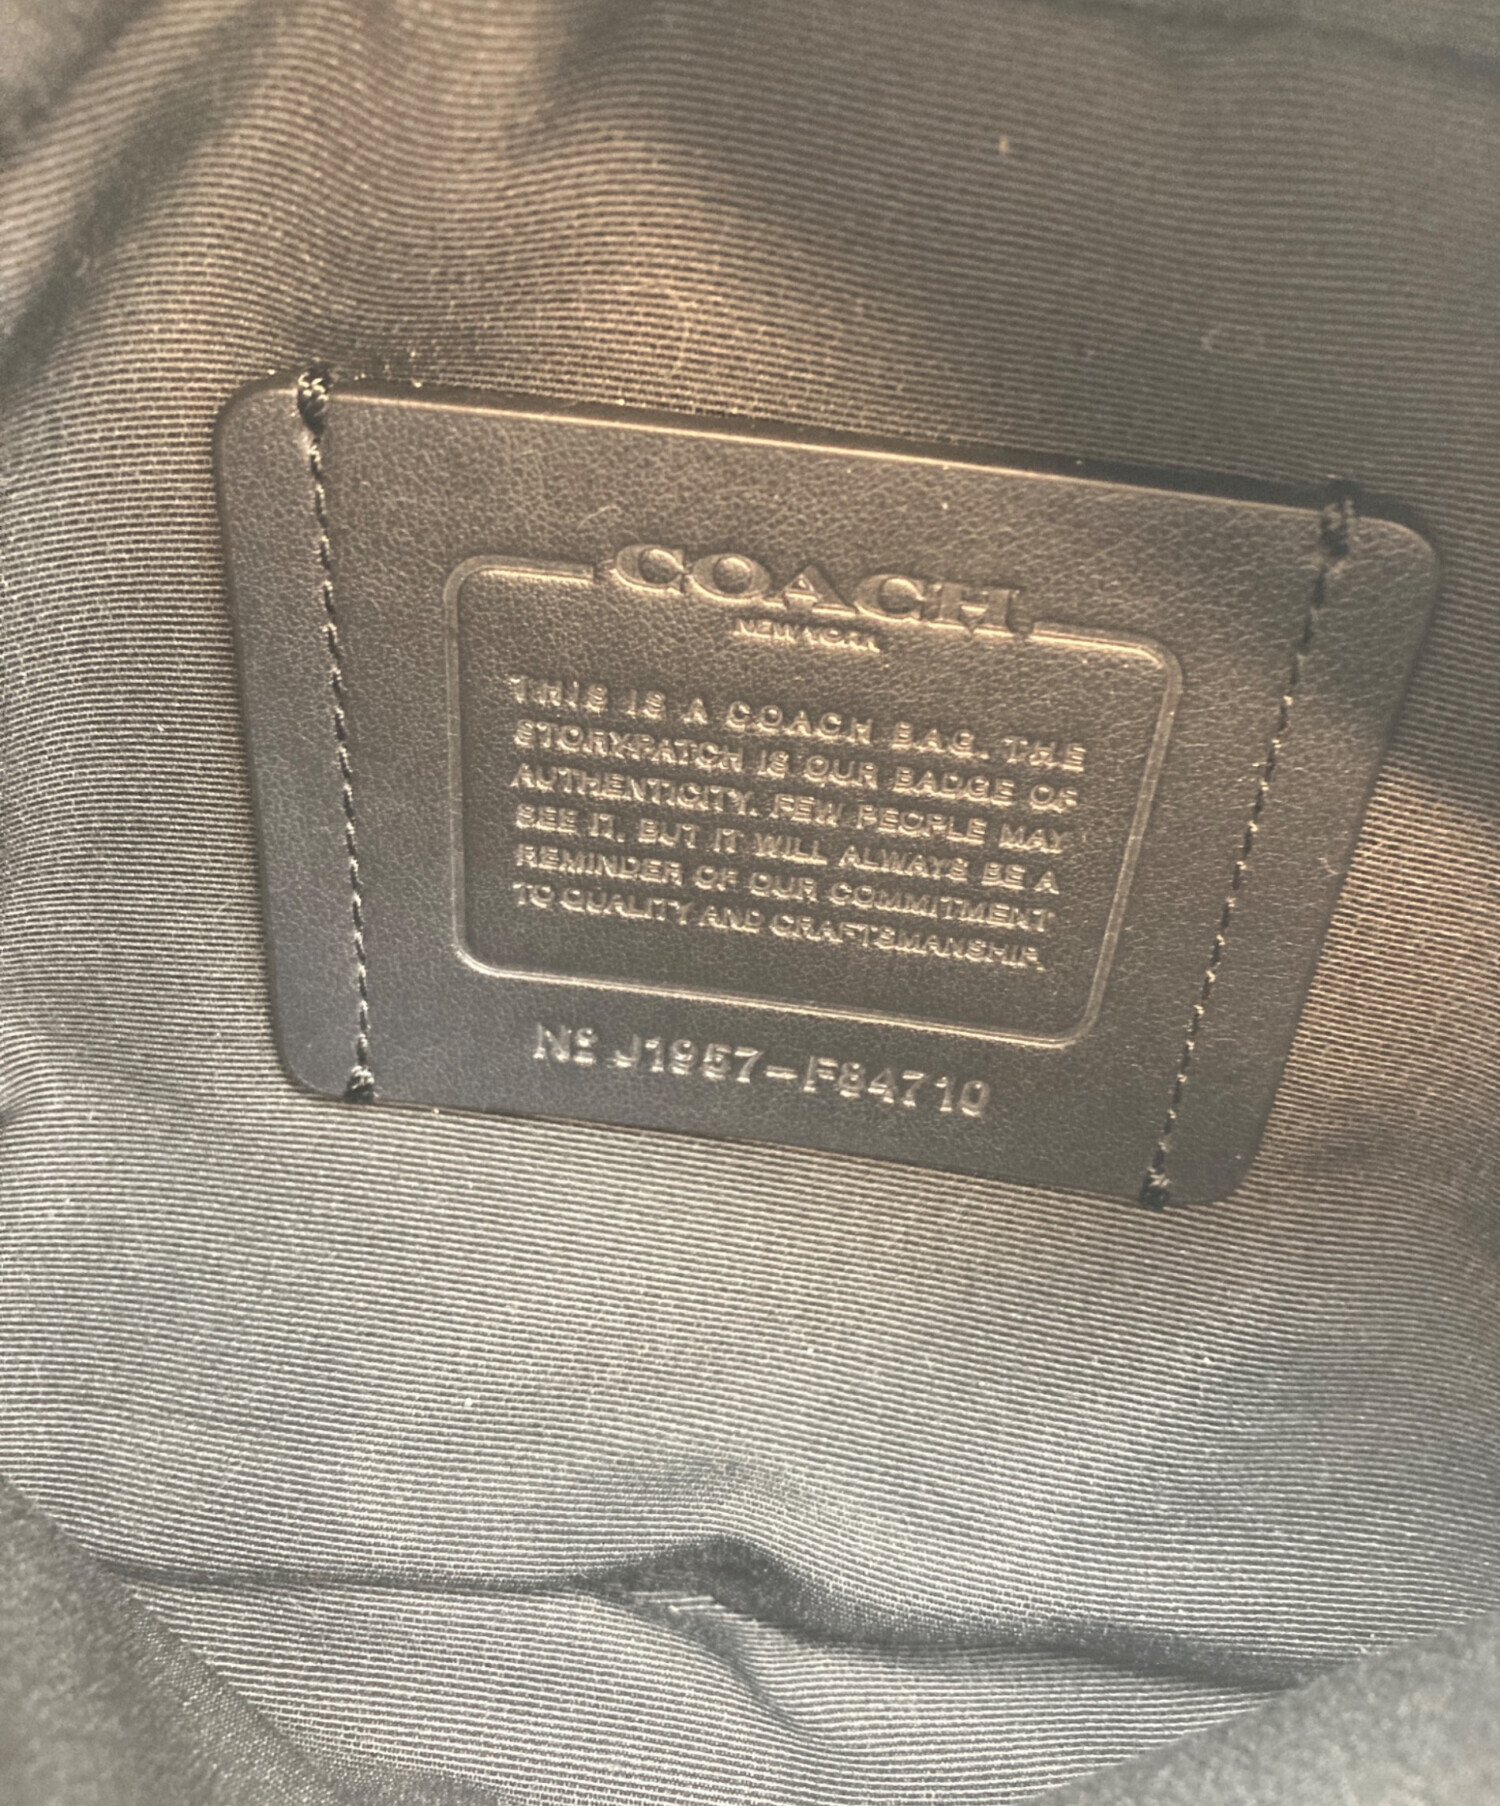 COACH
NEW YORK
THIS IS A COACH BAG. THE
STORYPATCH IS OUR BADGE OF
AUTHENTICITY. FEW PEOPLE MAY
SEE IT, BUT IT WILL ALWAYS BE A
REMINDER OF OUR COMMITMENT
TO QUALITY AND CRAFTSMANSHIP.
Nº J1957-F84710